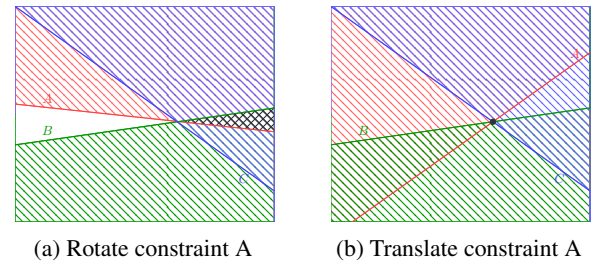 A
B
C
A
B
C
(a) Rotate constraint A
(b) Translate constraint A